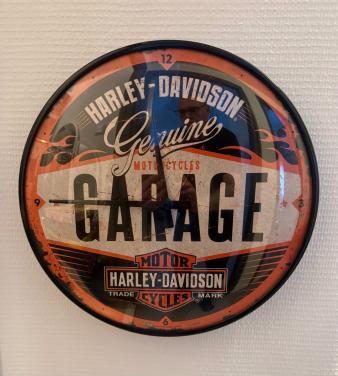 12
HARLEY-DAVIDSON
Genuine
MOTORCYCLES
GARAGE
9 3
MOTOR
HARLEY-DAVIDSON
TRADE MARK
CYCLES
6